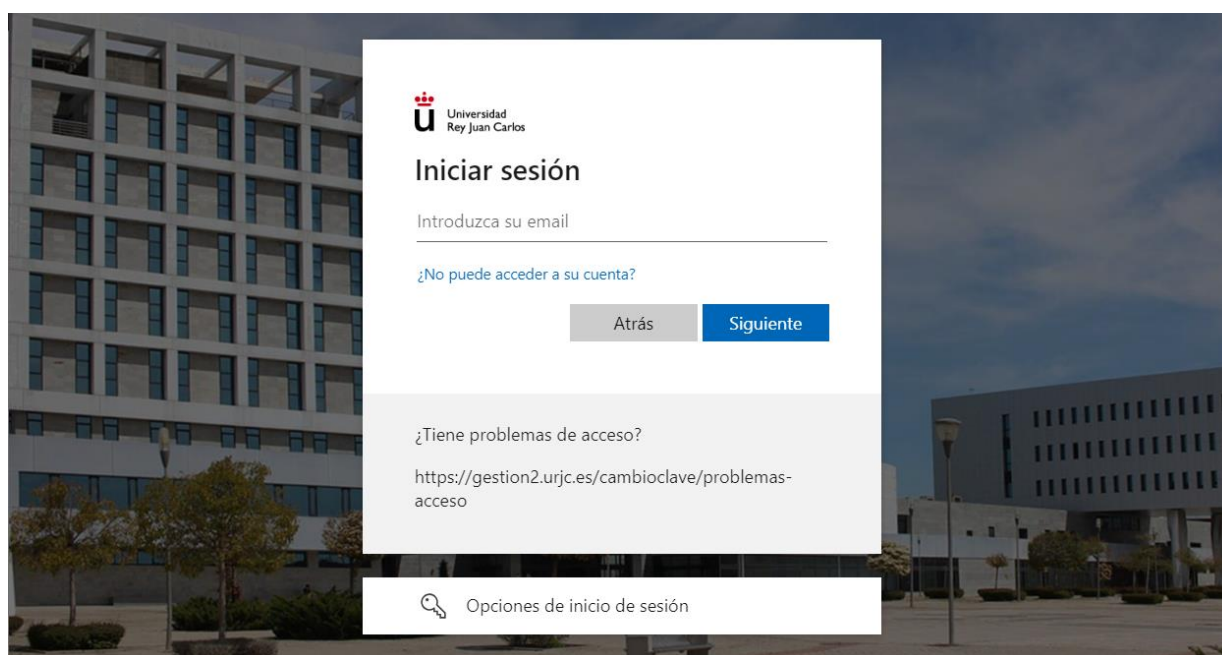 Universidad
Rey Juan Carlos
Iniciar sesión
Introduzca su email
¿No puede acceder a su cuenta?
Atrás
Siguiente
¿Tiene problemas de acceso?
https://gestion2.urjc.es/cambioclave/problemas-
acceso
Opciones de inicio de sesión